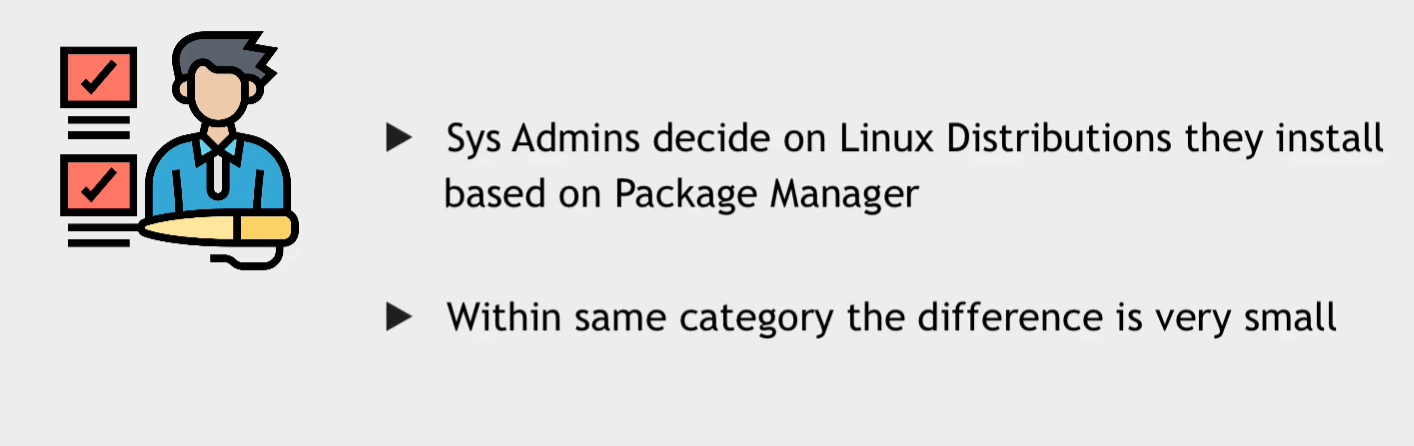 ▶ Sys Admins decide on Linux Distributions they install
based on Package Manager
▶ Within same category the difference is very small